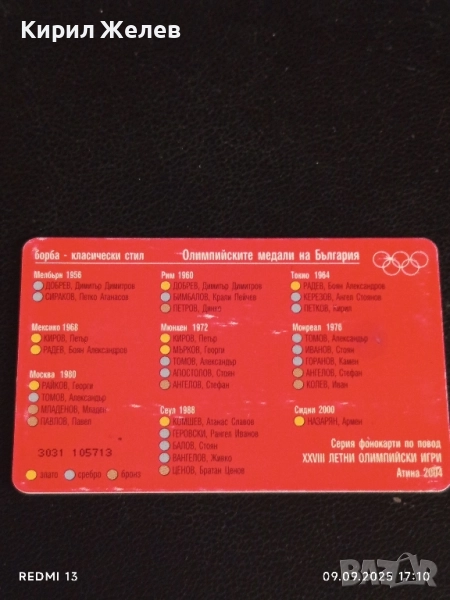 Кирил Желев
борба - класически стил
Олимпийските медали на България
Мелбърн 1956
ДОБРЕВ, Димитър Димитров
СИРАКОВ, Петко Атанасов
Рим 1960
ДОБРЕВ, Димитър Димитров
БИМБАЛОВ, Крали Пейчев
ПЕТРОВ, Динко
Токио 1964
РАДЕВ, Боян Александров
КЕРЕЗОВ, Ангел Стоянов
ПЕТКОВ, Кирил
Мексико 1968
КИРОВ, Петър
РАДЕВ, Боян Александров
Мюнхен 1972
КИРОВ, Петър
МЪРКОВ, Георги
ТОМОВ, Александър
АПОСТОЛОВ, Стоян
АНГЕЛОВ, Стефан
Монреал 1976
ТОМОВ, Александър
ИВАНОВ, Стоян
ГОРАНОВ, Камен
АНГЕЛОВ, Стефан
КОЛЕВ, Иван
Москва 1980
РАЙКОВ, Георги
ТОМОВ, Александър
МЛАДЕНОВ, Младен
ПАВЛОВ, Павел
Сеул 1988
КОМШЕВ, Атанас Славов
ГЕРОВСКИ, Рангел Иванов
БАЛОВ, Стоян
ВАНГЕЛОВ, Живко
ЦЕНОВ, Братан Ценов
Сидни 2000
НАЗАРЯН, Армен
3031 105713
злато сребро бронз
Серия фонокарти по повод
XXVIII ЛЕТНИ ОЛИМПИЙСКИ ИГРИ
Атина 2004
REDMI 13
09.09.2025 17:10
BAZAR